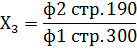 X₃ = ф2 стр.190 / ф1 стр.300